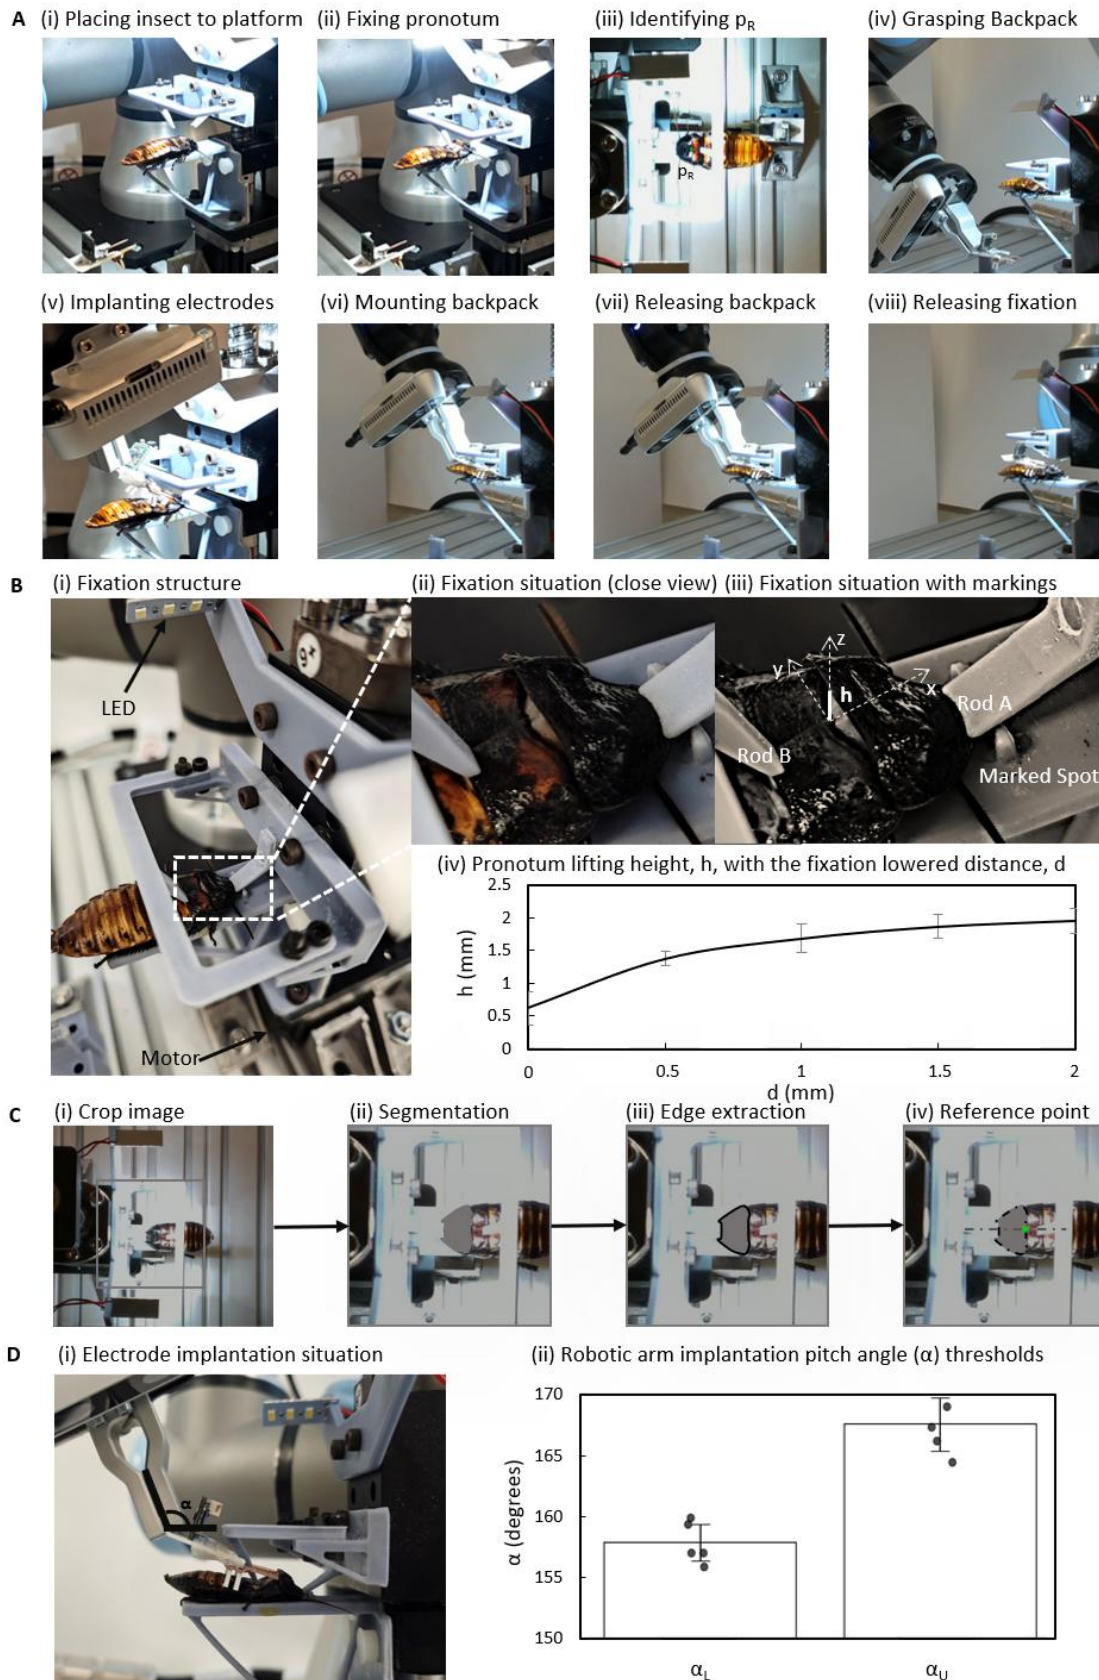 A (i) Placing insect to platform (ii) Fixing pronotum (iii) Identifying pR (iv) Grasping Backpack
pR
(v) Implanting electrodes (vi) Mounting backpack (vii) Releasing backpack (viii) Releasing fixation
B (i) Fixation structure (ii) Fixation situation (close view) (iii) Fixation situation with markings
LED
Motor
z
y
x
h
Rod A
Rod B
Marked Spot
(iv) Pronotum lifting height, h, with the fixation lowered distance, d
2.5
2
1.5
1
0.5
0
h (mm)
0 0.5 1 1.5 2
d (mm)
C (i) Crop image (ii) Segmentation (iii) Edge extraction (iv) Reference point
D (i) Electrode implantation situation (ii) Robotic arm implantation pitch angle (α) thresholds
α
170
165
160
155
150
α (degrees)
αL αU